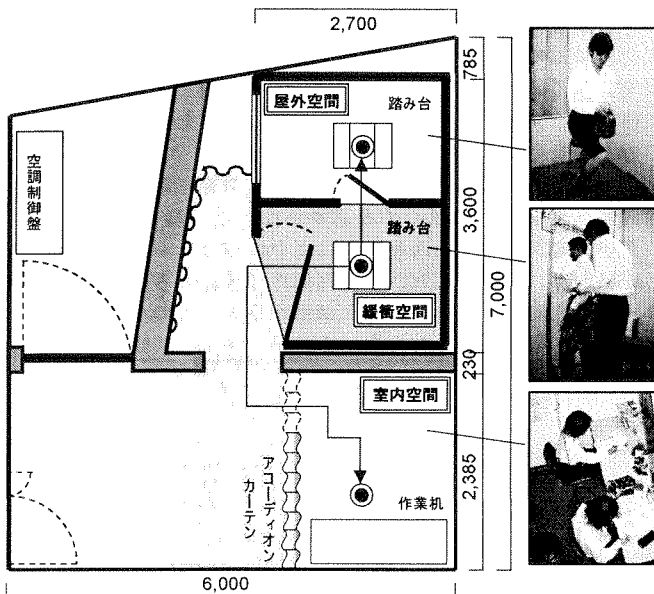 2,700
785
屋外空間
踏み台
空調制御盤
3,600
踏み台
7,000
緩衝空間
230
室内空間
アコーディオン
カーテン
2,385
作業机
6,000